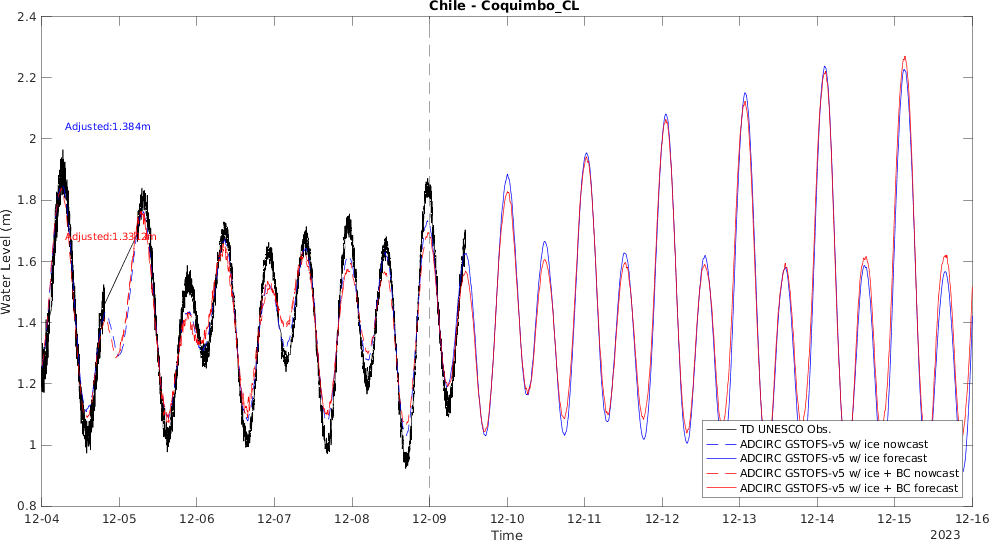 Chile - Coquimbo_CL
2.4
2.2
2
1.8
1.6
1.4
1.2
1
0.8
Water Level (m)
Adjusted:1.384m
TD UNESCO Obs.
ADCIRC GSTOFS-v5 w/ ice nowcast
ADCIRC GSTOFS-v5 w/ ice forecast
ADCIRC GSTOFS-v5 w/ ice + BC nowcast
ADCIRC GSTOFS-v5 w/ ice + BC forecast
12-04 12-05 12-06 12-07 12-08 12-09 12-10 12-11 12-12 12-13 12-14 12-15 12-16
Time
2023